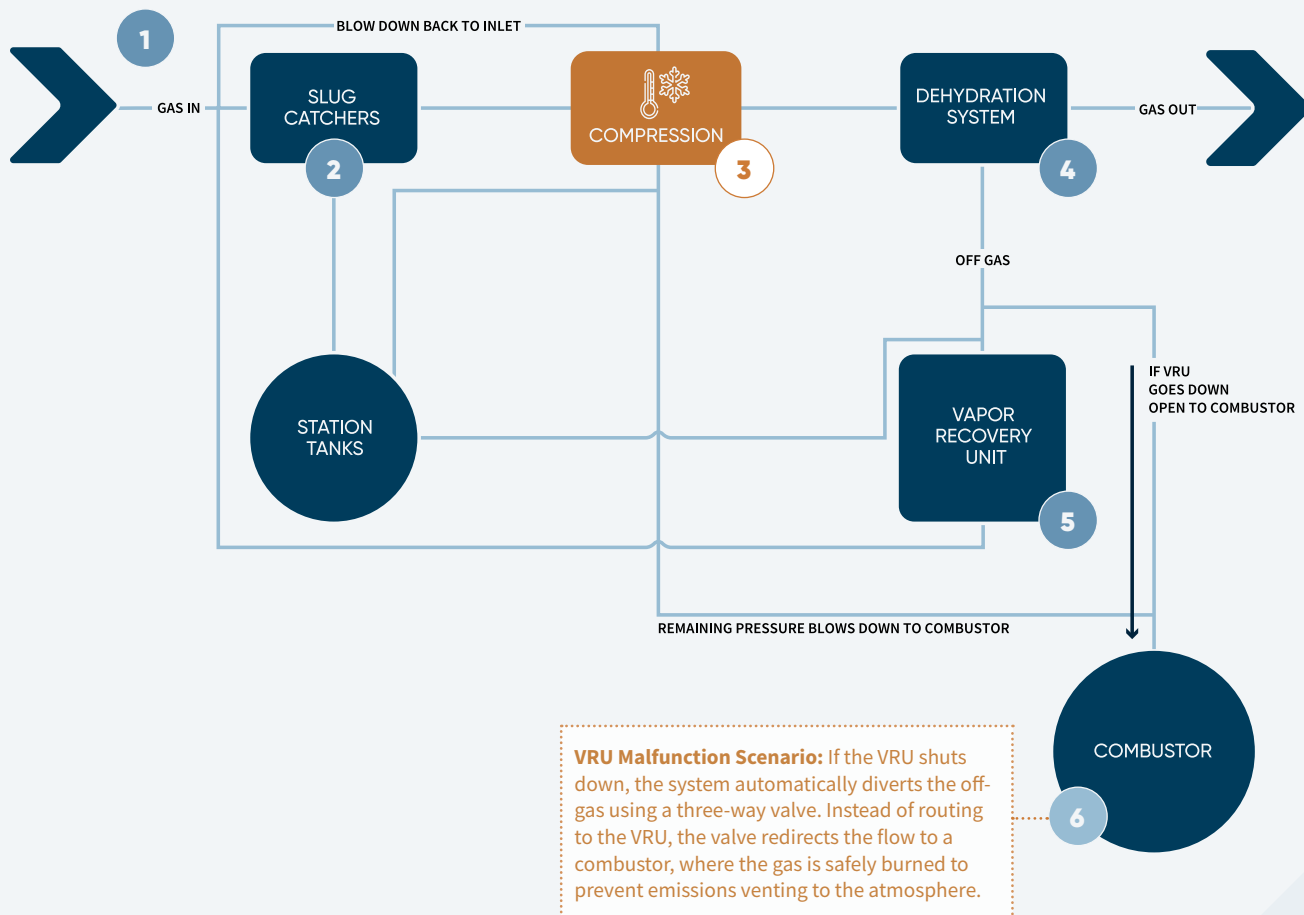 1
BLOW DOWN BACK TO INLET
GAS IN
SLUG
CATCHERS
2
COMPRESSION
3
DEHYDRATION
SYSTEM
4
GAS OUT
OFF GAS
STATION
TANKS
VAPOR
RECOVERY
UNIT
5
IF VRU
GOES DOWN
OPEN TO COMBUSTOR
REMAINING PRESSURE BLOWS DOWN TO COMBUSTOR
COMBUSTOR
6
VRU Malfunction Scenario: If the VRU shuts
down, the system automatically diverts the off-
gas using a three-way valve. Instead of routing
to the VRU, the valve redirects the flow to a
combustor, where the gas is safely burned to
prevent emissions venting to the atmosphere.